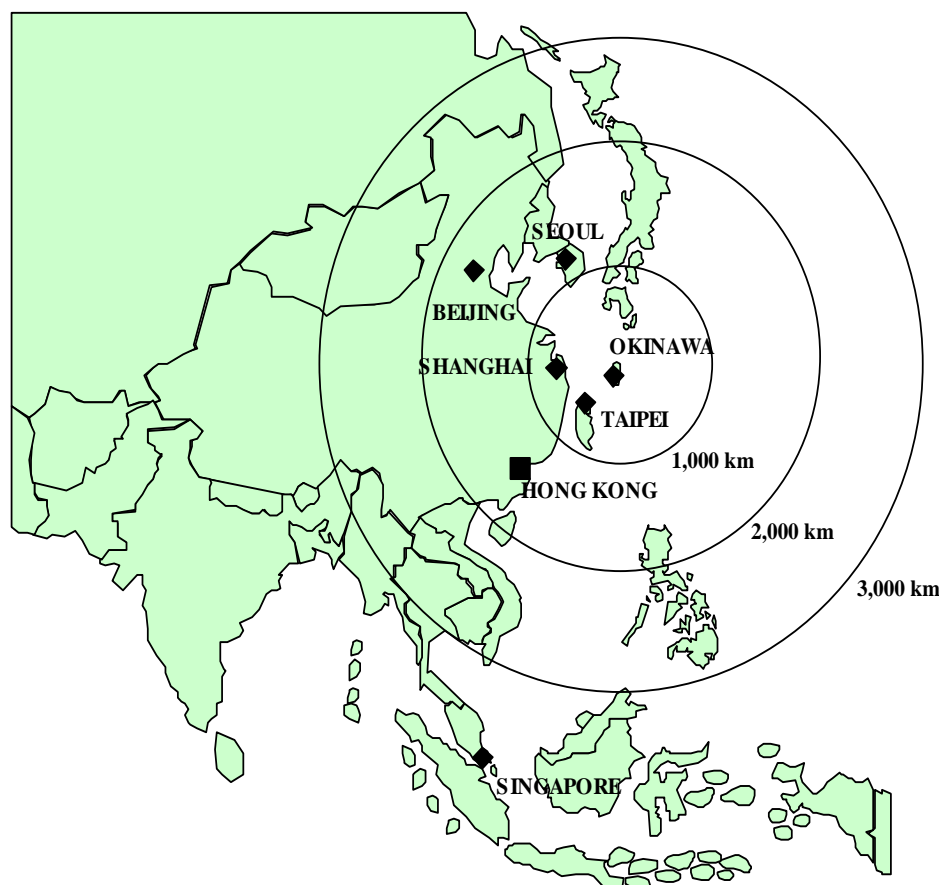 SEOUL
BEIJING
OKINAWA
SHANGHAI
TAIPEI
1,000 km
HONG KONG
2,000 km
3,000 km
SINGAPORE